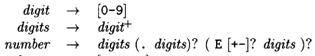 digit → [0-9]
digits → digit⁺
number → digits (. digits)? ( E [+-]? digits )?